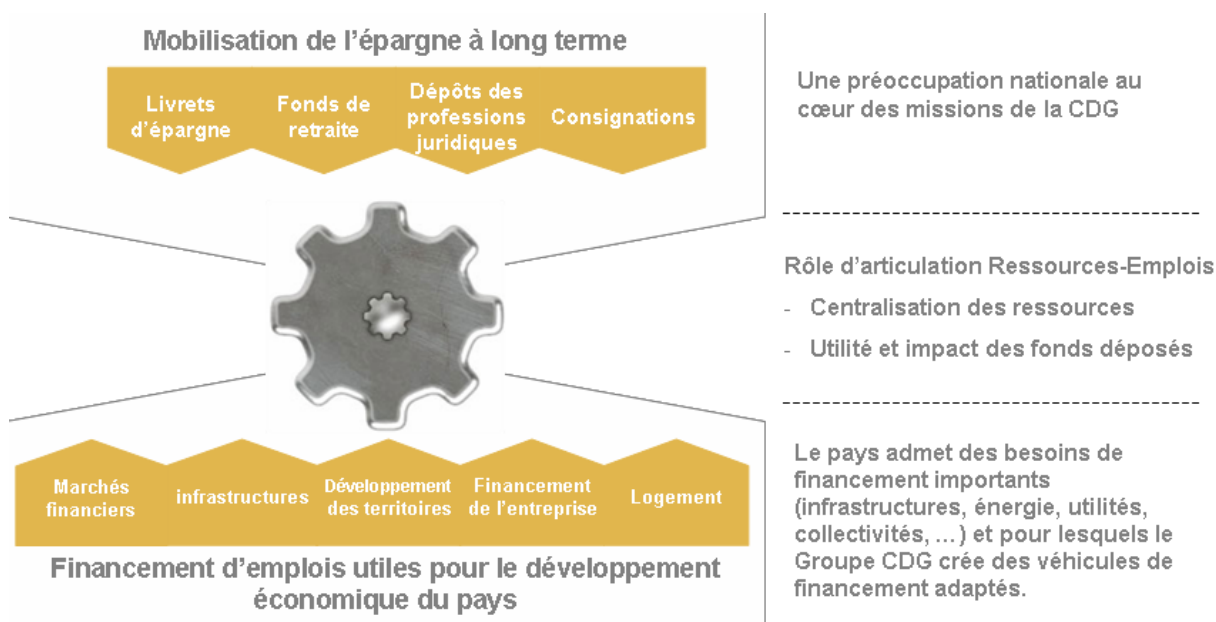 Mobilisation de l'épargne à long terme
Livrets
d'épargne
Fonds de
retraite
Dépôts des
professions
juridiques
Consignations
Une préoccupation nationale au
cœur des missions de la CDG
Rôle d'articulation Ressources-Emplois
- Centralisation des ressources
- Utilité et impact des fonds déposés
Marchés
financiers
infrastructures
Développement
des territoires
Financement
de l'entreprise
Logement
Financement d'emplois utiles pour le développement
économique du pays
Le pays admet des besoins de
financement importants
(infrastructures, énergie, utilités,
collectivités, ...) et pour lesquels le
Groupe CDG crée des véhicules de
financement adaptés.